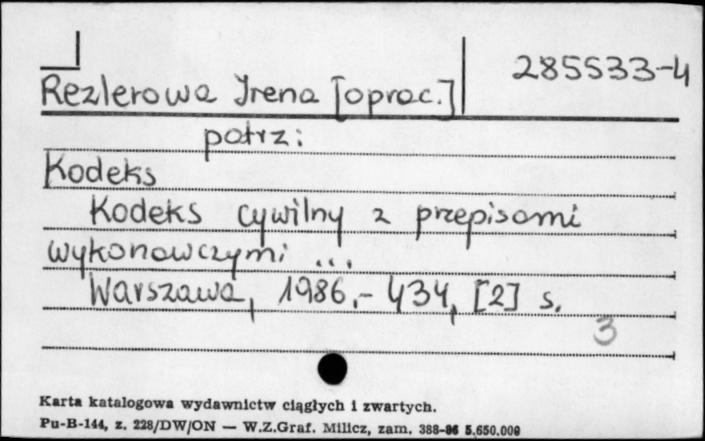 285533-4
Rezlerowa Irena [oprac.]
patrz:
Kodeks
Kodeks cywilny z przepisami
wykonawczymi ...
Warszawa, 1986.- 434, [2] s.
3
Karta katalogowa wydawnictw ciągłych i zwartych.
Pu-B-144, z. 228/DW/ON — W.Z.Graf. Milicz, zam. 388-86 5.650.000